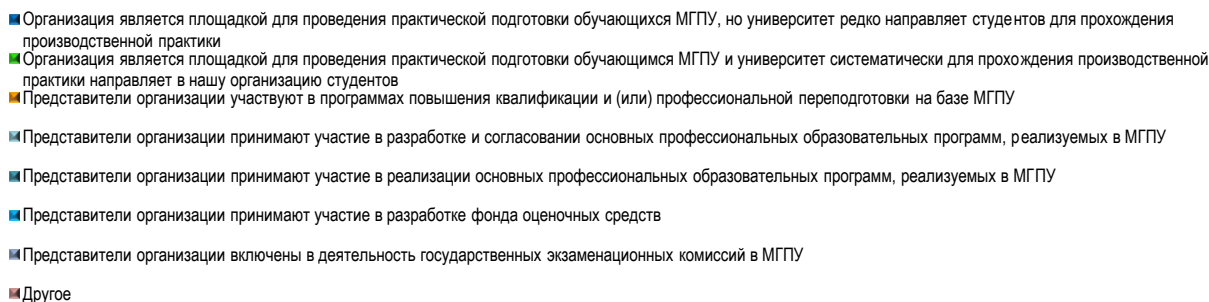 Организация является площадкой для проведения практической подготовки обучающихся МГПУ, но университет редко направляет студентов для прохождения
производственной практики
Организация является площадкой для проведения практической подготовки обучающимся МГПУ и университет систематически для прохождения производственной
практики направляет в нашу организацию студентов
Представители организации участвуют в программах повышения квалификации и (или) профессиональной переподготовки на базе МГПУ
Представители организации принимают участие в разработке и согласовании основных профессиональных образовательных программ, реализуемых в МГПУ
Представители организации принимают участие в реализации основных профессиональных образовательных программ, реализуемых в МГПУ
Представители организации принимают участие в разработке фонда оценочных средств
Представители организации включены в деятельность государственных экзаменационных комиссий в МГПУ
Другое